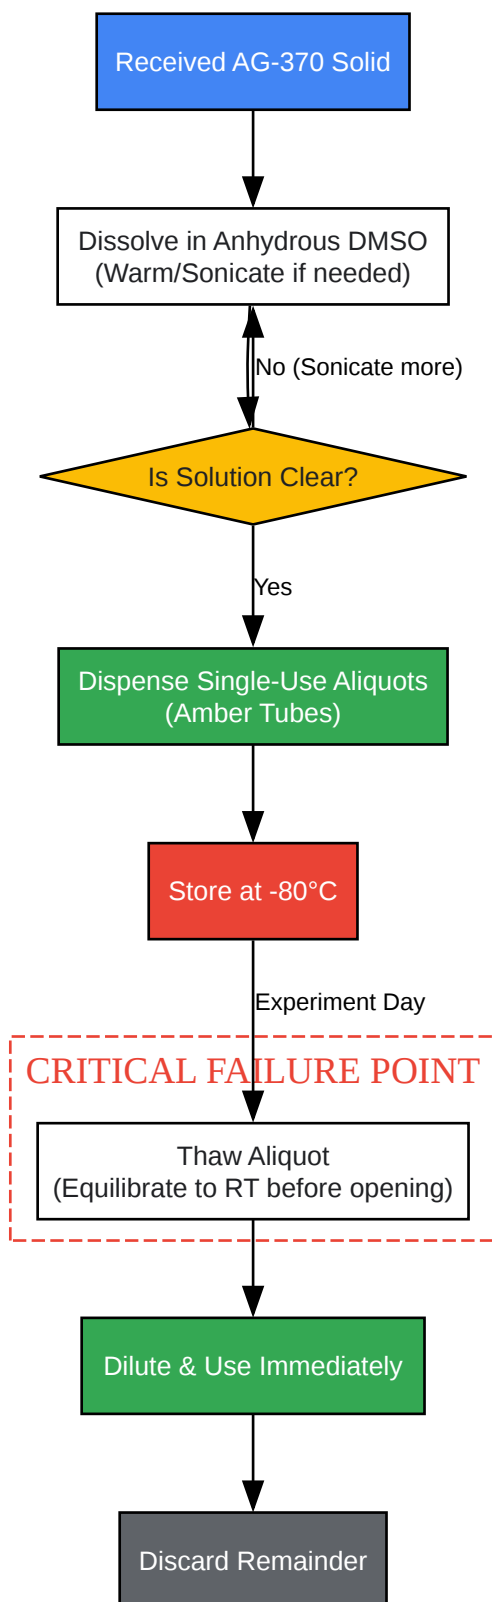 Received AG-370 Solid
Dissolve in Anhydrous DMSO
(Warm/Sonicate if needed)
No (Sonicate more)
Is Solution Clear?
Yes
Dispense Single-Use Aliquots
(Amber Tubes)
Store at -80°C
Experiment Day
CRITICAL FAILURE POINT
Thaw Aliquot
(Equilibrate to RT before opening)
Dilute & Use Immediately
Discard Remainder